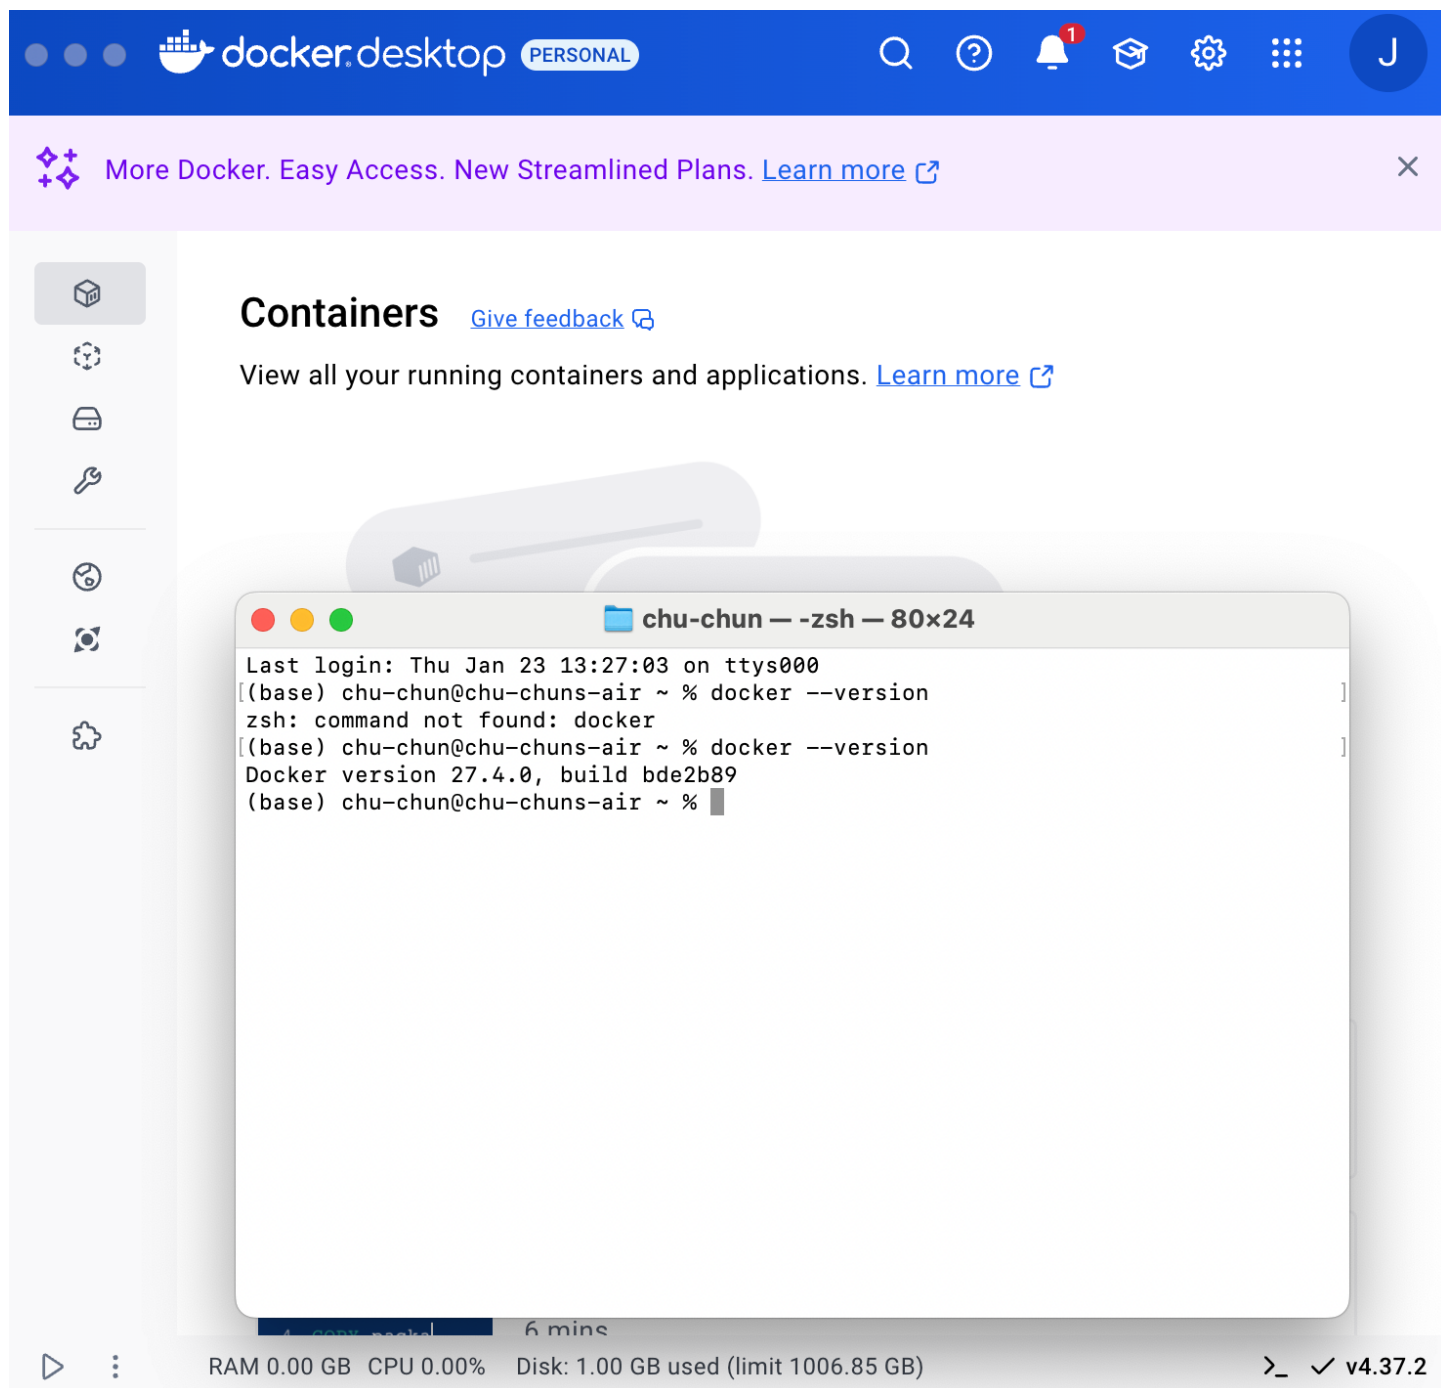 docker.desktop PERSONAL
1
J
More Docker. Easy Access. New Streamlined Plans. Learn more
Containers Give feedback
View all your running containers and applications. Learn more
chu-chun — -zsh — 80×24
Last login: Thu Jan 23 13:27:03 on ttys000
[(base) chu-chun@chu-chuns-air ~ % docker --version ]
zsh: command not found: docker
[(base) chu-chun@chu-chuns-air ~ % docker --version ]
Docker version 27.4.0, build bde2b89
(base) chu-chun@chu-chuns-air ~ %
6 mins
RAM 0.00 GB CPU 0.00% Disk: 1.00 GB used (limit 1006.85 GB) >_ v4.37.2